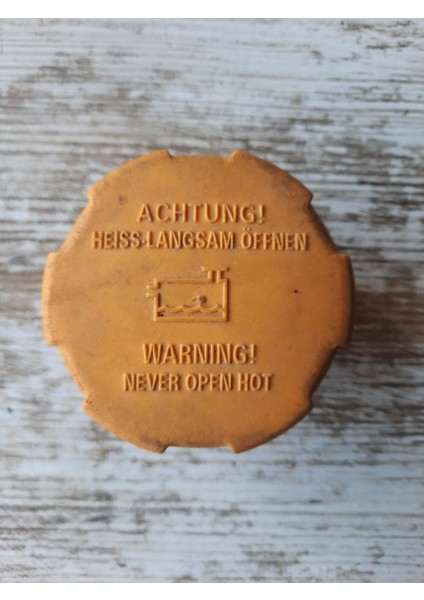 ACHTUNG!
HEISS-LANGSAM ÖFFNEN
WARNING!
NEVER OPEN HOT